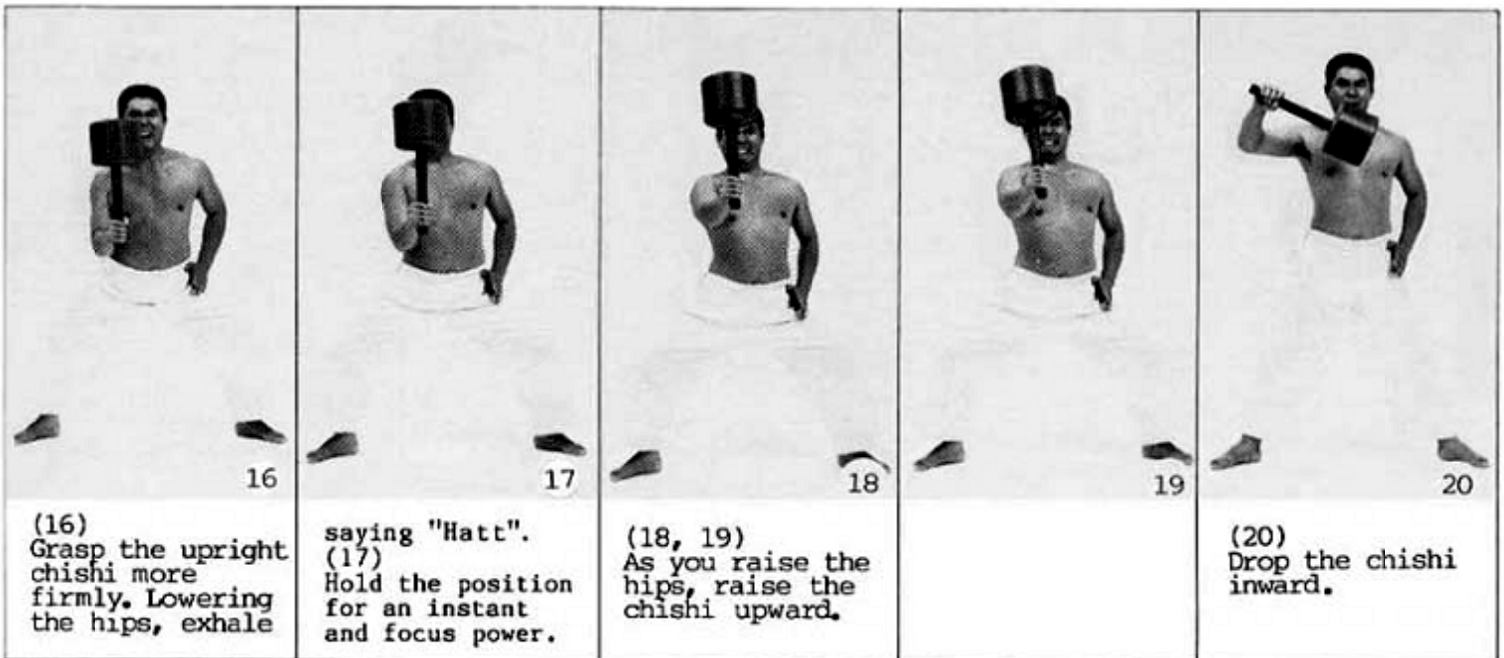 16
17
18
19
20
(16)
Grasp the upright
chishi more
firmly. Lowering
the hips, exhale
saying "Hatt".
(17)
Hold the position
for an instant
and focus power.
(18, 19)
As you raise the
hips, raise the
chishi upward.
(20)
Drop the chishi
inward.